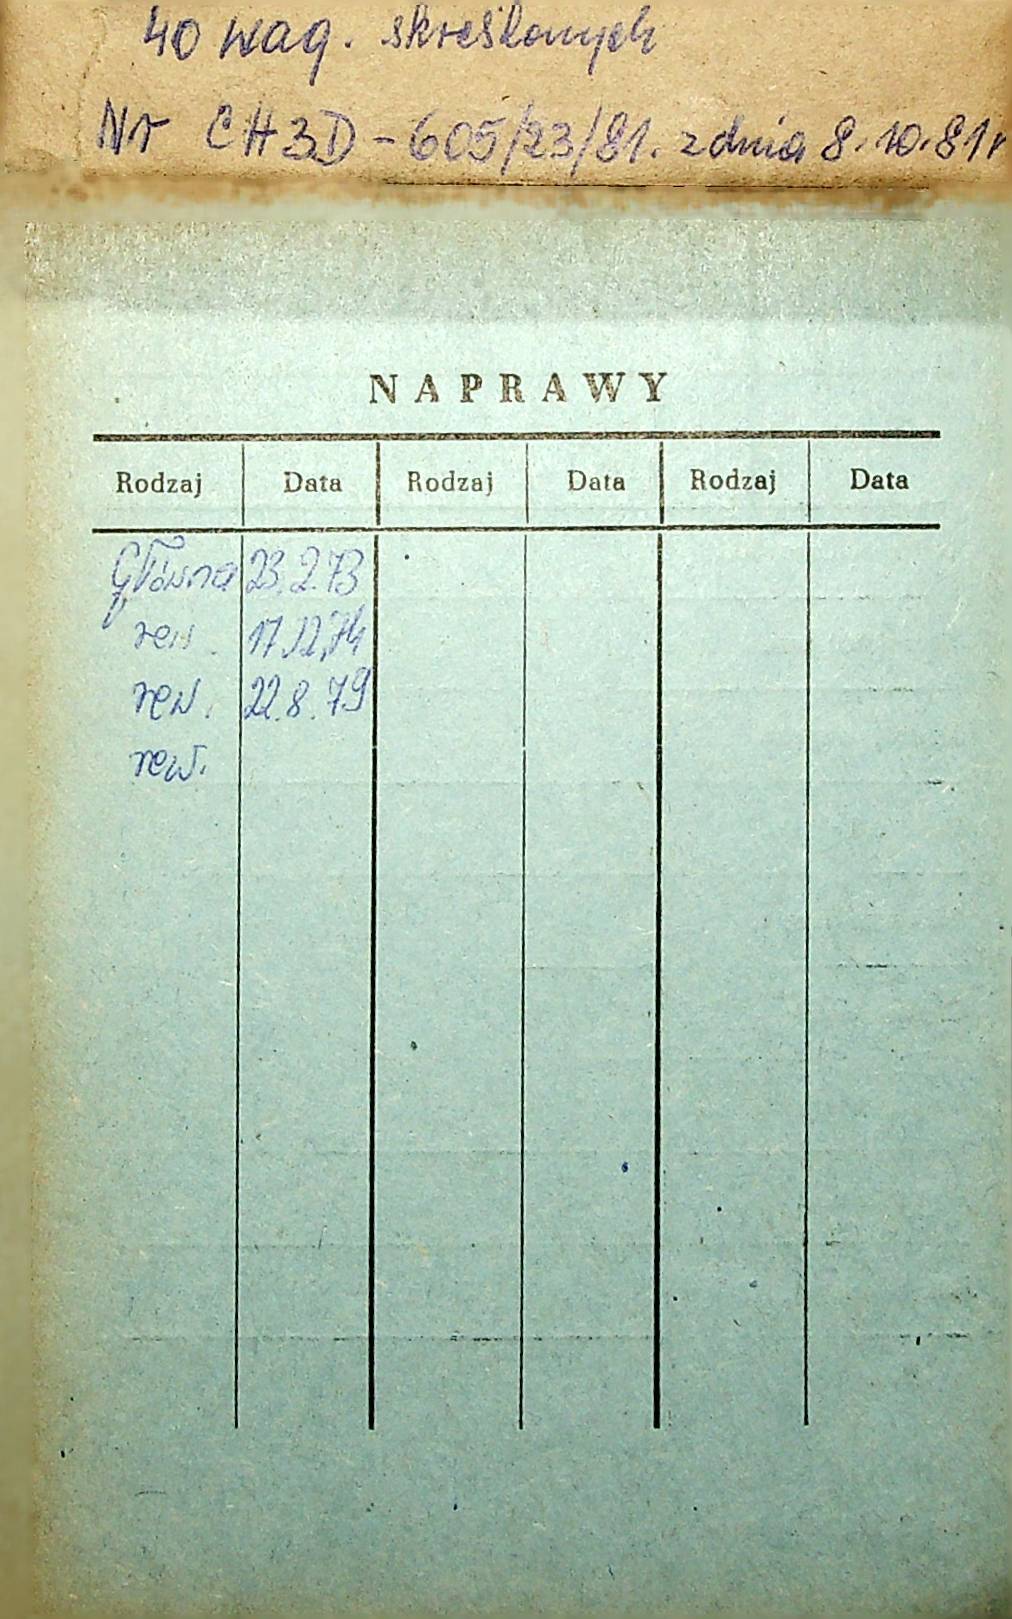 40 wag. skreślonych
Nr CH3D-605/23/81. z dnia 8.10.81r
NAPRAWY
Rodzaj Data Rodzaj Data Rodzaj Data
Główna 23.2.73
rew. 17.12.74
rew. 22.8.79
rew.